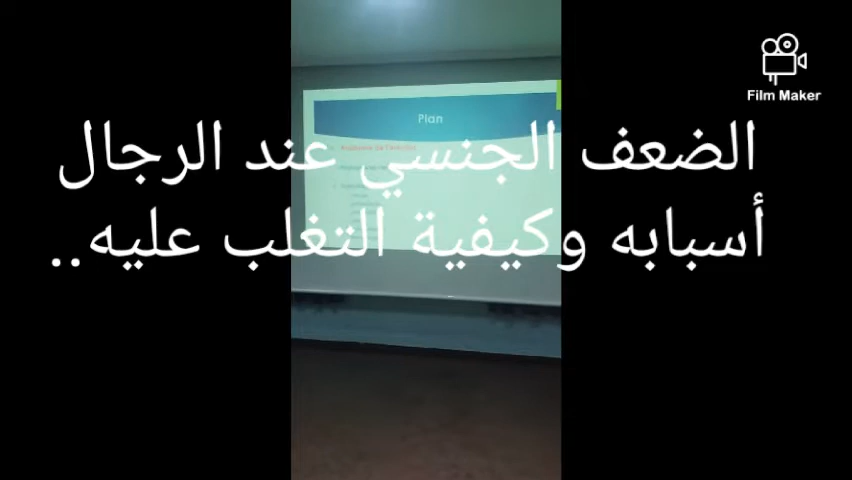 Film Maker
Plan
الضعف الجنسي عند الرجال
أسبابه وكيفية التغلب عليه..